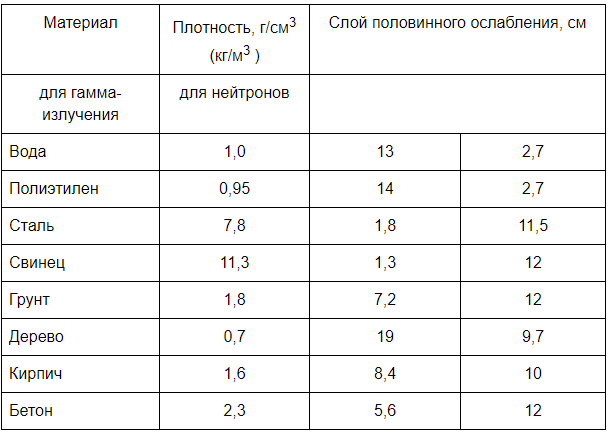 Материал Плотность, г/см3 Слой половинного ослабления, см
(кг/м3 )
для гамма- для нейтронов
излучения
Вода 1,0 13 2,7
Полиэтилен 0,95 14 2,7
Сталь 7,8 1,8 11,5
Свинец 11,3 1,3 12
Грунт 1,8 7,2 12
Дерево 0,7 19 9,7
Кирпич 1,6 8,4 10
Бетон 2,3 5,6 12